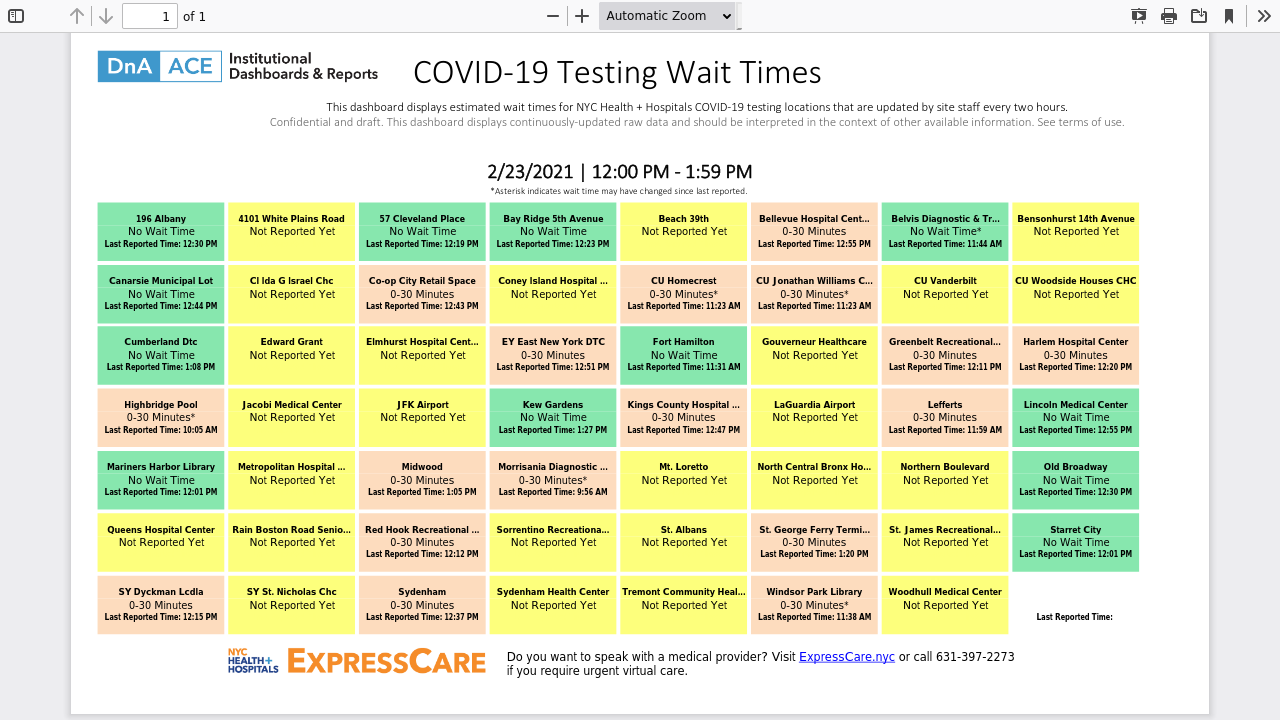 1 of 1 Automatic Zoom
DnA ACE Institutional
Dashboards & Reports
COVID-19 Testing Wait Times
This dashboard displays estimated wait times for NYC Health + Hospitals COVID-19 testing locations that are updated by site staff every two hours.
Confidential and draft. This dashboard displays continuously-updated raw data and should be interpreted in the context of other available information. See terms of use.
2/23/2021 | 12:00 PM - 1:59 PM
*Asterisk indicates wait time may have changed since last reported.
196 Albany
No Wait Time
Last Reported Time: 12:30 PM
4101 White Plains Road
Not Reported Yet
57 Cleveland Place
No Wait Time
Last Reported Time: 12:19 PM
Bay Ridge 5th Avenue
No Wait Time
Last Reported Time: 12:23 PM
Beach 39th
Not Reported Yet
Bellevue Hospital Cent...
0-30 Minutes
Last Reported Time: 12:55 PM
Belvis Diagnostic & Tr...
No Wait Time*
Last Reported Time: 11:44 AM
Bensonhurst 14th Avenue
Not Reported Yet
Canarsie Municipal Lot
No Wait Time
Last Reported Time: 12:44 PM
Cl Ida G Israel Chc
Not Reported Yet
Co-op City Retail Space
0-30 Minutes
Last Reported Time: 12:43 PM
Coney Island Hospital ...
Not Reported Yet
CU Homecrest
0-30 Minutes*
Last Reported Time: 11:23 AM
CU Jonathan Williams C...
0-30 Minutes*
Last Reported Time: 11:23 AM
CU Vanderbilt
Not Reported Yet
CU Woodside Houses CHC
Not Reported Yet
Cumberland Dtc
No Wait Time
Last Reported Time: 1:08 PM
Edward Grant
Not Reported Yet
Elmhurst Hospital Cent...
Not Reported Yet
EY East New York DTC
0-30 Minutes
Last Reported Time: 12:51 PM
Fort Hamilton
No Wait Time
Last Reported Time: 11:31 AM
Gouverneur Healthcare
Not Reported Yet
Greenbelt Recreational...
0-30 Minutes
Last Reported Time: 12:11 PM
Harlem Hospital Center
0-30 Minutes
Last Reported Time: 12:20 PM
Highbridge Pool
0-30 Minutes*
Last Reported Time: 10:05 AM
Jacobi Medical Center
Not Reported Yet
JFK Airport
Not Reported Yet
Kew Gardens
No Wait Time
Last Reported Time: 1:27 PM
Kings County Hospital ...
0-30 Minutes
Last Reported Time: 12:47 PM
LaGuardia Airport
Not Reported Yet
Lefferts
0-30 Minutes
Last Reported Time: 11:59 AM
Lincoln Medical Center
No Wait Time
Last Reported Time: 12:55 PM
Mariners Harbor Library
No Wait Time
Last Reported Time: 12:01 PM
Metropolitan Hospital ...
Not Reported Yet
Midwood
0-30 Minutes
Last Reported Time: 1:05 PM
Morrisania Diagnostic ...
0-30 Minutes*
Last Reported Time: 9:56 AM
Mt. Loretto
Not Reported Yet
North Central Bronx Ho...
Not Reported Yet
Northern Boulevard
Not Reported Yet
Old Broadway
No Wait Time
Last Reported Time: 12:30 PM
Queens Hospital Center
Not Reported Yet
Rain Boston Road Senio...
Not Reported Yet
Red Hook Recreational ...
0-30 Minutes
Last Reported Time: 12:12 PM
Sorrentino Recreationa...
Not Reported Yet
St. Albans
Not Reported Yet
St. George Ferry Termi...
0-30 Minutes
Last Reported Time: 1:20 PM
St. James Recreational...
Not Reported Yet
Starret City
No Wait Time
Last Reported Time: 12:01 PM
SY Dyckman Lcdla
0-30 Minutes
Last Reported Time: 12:15 PM
SY St. Nicholas Chc
Not Reported Yet
Sydenham
0-30 Minutes
Last Reported Time: 12:37 PM
Sydenham Health Center
Not Reported Yet
Tremont Community Heal...
Not Reported Yet
Windsor Park Library
0-30 Minutes*
Last Reported Time: 11:38 AM
Woodhull Medical Center
Not Reported Yet
Last Reported Time:
NYC
HEALTH+
HOSPITALS
EXPRESSCARE
Do you want to speak with a medical provider? Visit ExpressCare.nyc or call 631-397-2273
if you require urgent virtual care.